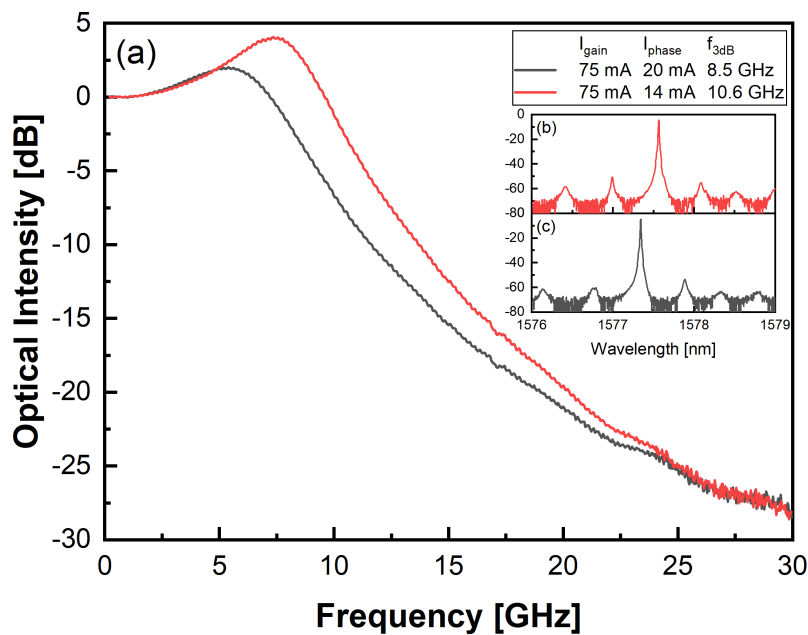 (a)
I_gain I_phase f_3dB
75 mA 20 mA 8.5 GHz
75 mA 14 mA 10.6 GHz
5
0
-5
-10
-15
-20
-25
-30
Optical Intensity [dB]
0
(b)
-20
-40
-60
-80
(c)
-20
-40
-60
-80
1576 1577 1578 1579
Wavelength [nm]
0 5 10 15 20 25 30
Frequency [GHz]